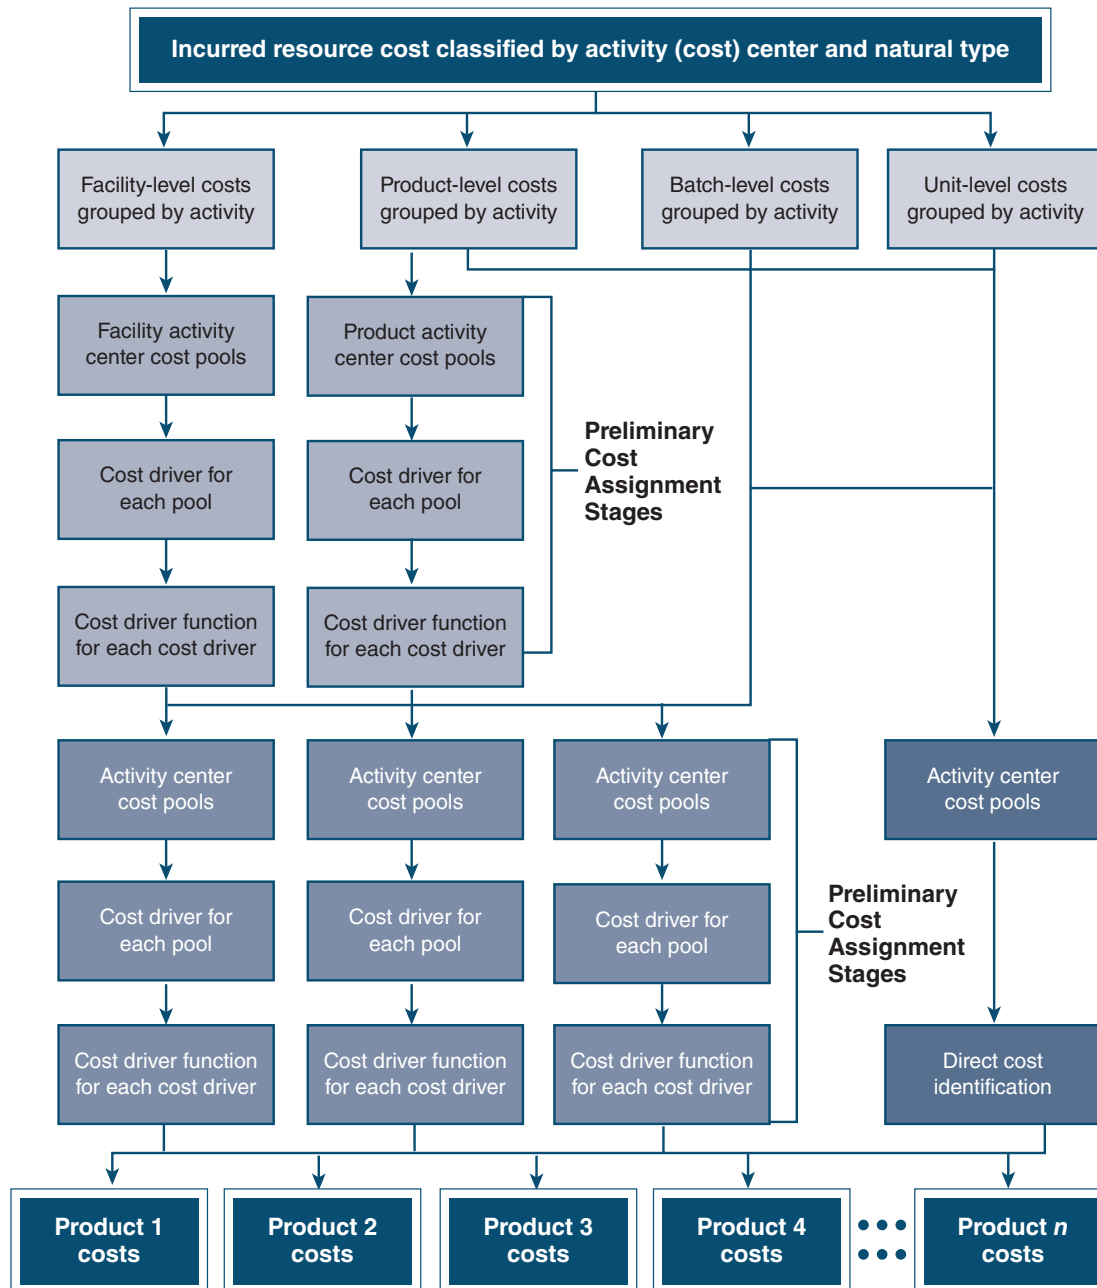 Incurred resource cost classified by activity (cost) center and natural type
Facility-level costs
grouped by activity
Product-level costs
grouped by activity
Batch-level costs
grouped by activity
Unit-level costs
grouped by activity
Facility activity
center cost pools
Product activity
center cost pools
Cost driver for
each pool
Cost driver for
each pool
Preliminary
Cost
Assignment
Stages
Cost driver function
for each cost driver
Cost driver function
for each cost driver
Activity center
cost pools
Activity center
cost pools
Activity center
cost pools
Activity center
cost pools
Cost driver for
each pool
Cost driver for
each pool
Cost driver for
each pool
Preliminary
Cost
Assignment
Stages
Cost driver function
for each cost driver
Cost driver function
for each cost driver
Cost driver function
for each cost driver
Direct cost
identification
Product 1
costs
Product 2
costs
Product 3
costs
Product 4
costs
Product n
costs